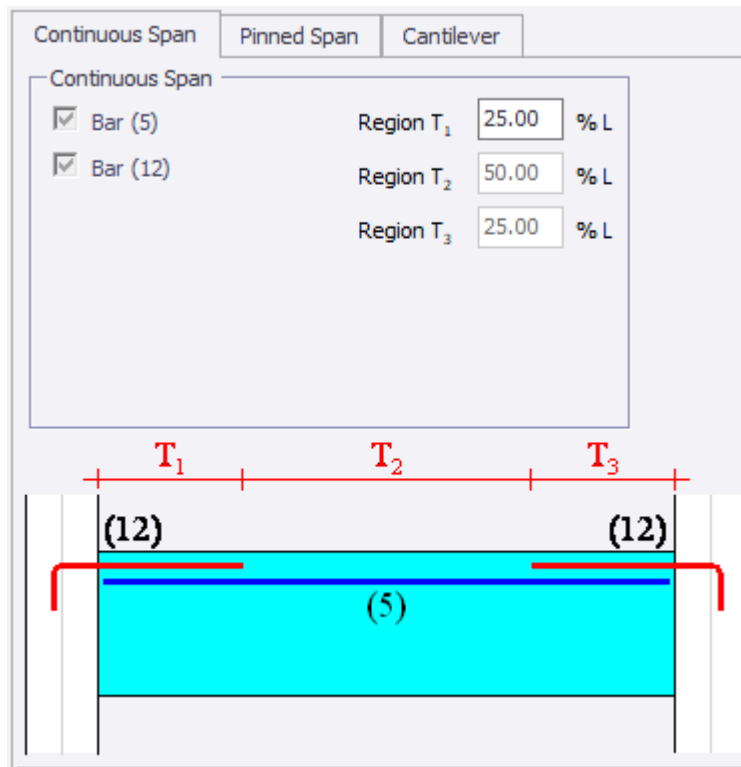 Continuous Span Pinned Span Cantilever
Continuous Span
Bar (5) Region T₁ 25.00 % L
Bar (12) Region T₂ 50.00 % L
Region T₃ 25.00 % L
T₁ T₂ T₃
(12) (12)
(5)